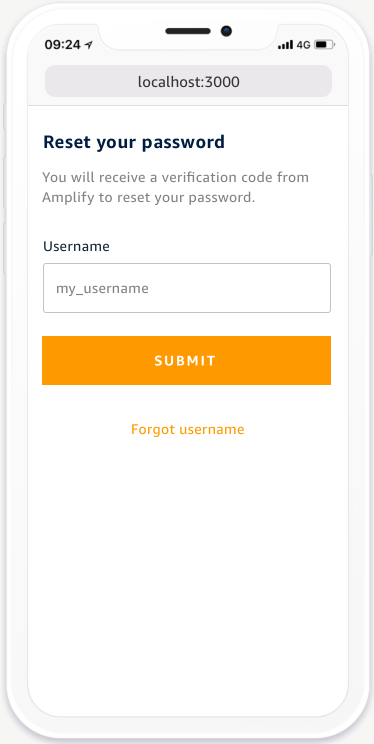 09:24
4G
localhost:3000
Reset your password
You will receive a verification code from
Amplify to reset your password.
Username
my_username
SUBMIT
Forgot username